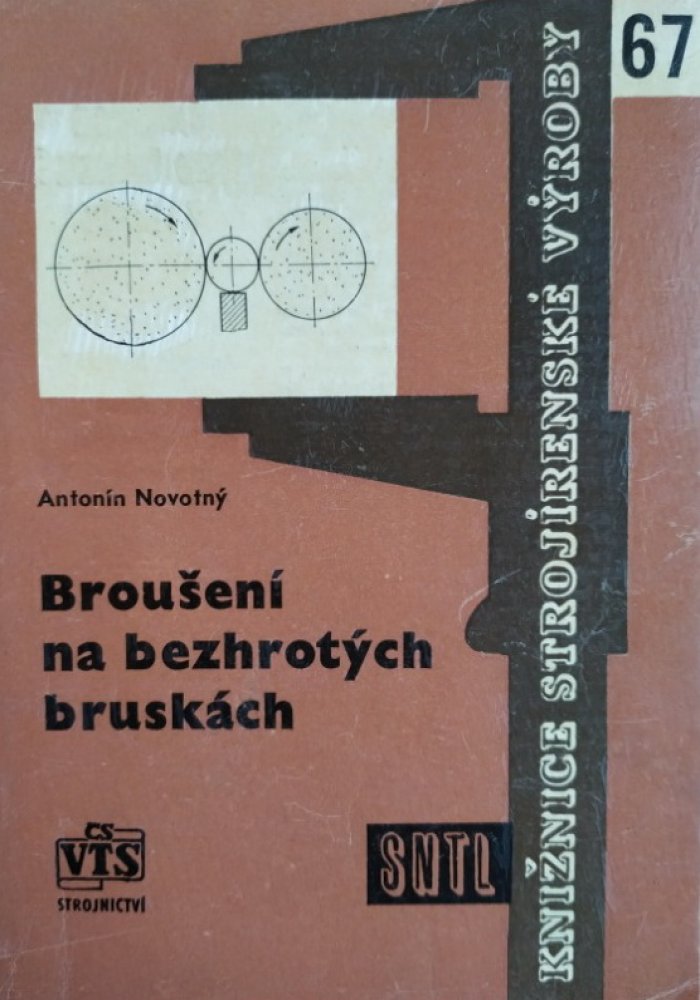 67
KNIŽNICE STROJÍRENSKÉ VÝROBY
Antonín Novotný
Broušení
na bezhrotých
bruskách
ČS
VTS
STROJNICTVÍ
SNTL